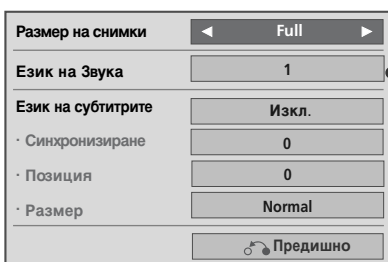 Размер на снимки ◄ Full ►
Език на Звука 1
Език на субтитрите Изкл.
· Синхронизиране 0
· Позиция 0
· Размер Normal
Предишно